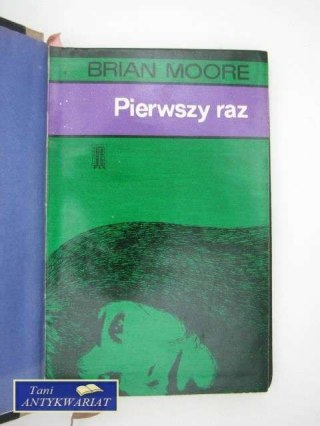 BRIAN MOORE
Pierwszy raz
Tani
ANTYKWARIAT